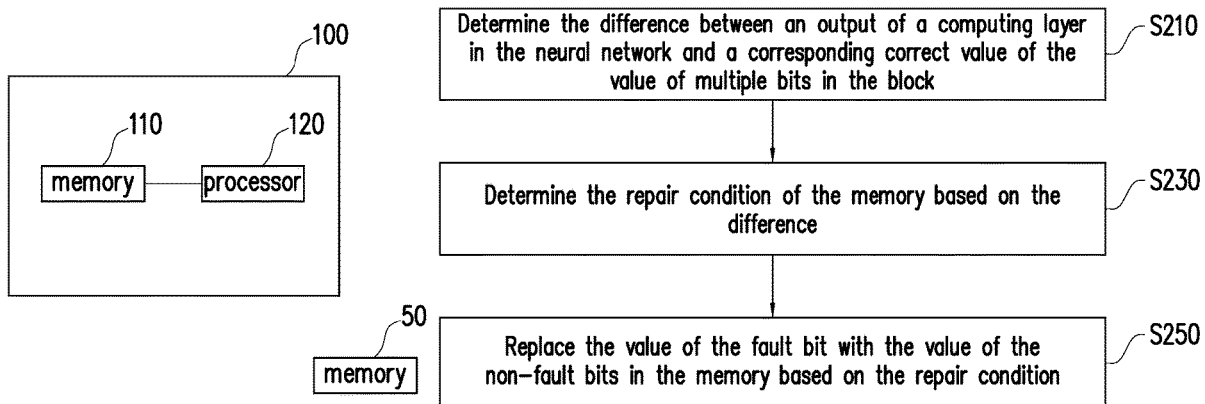 100
110
120
memory
processor
50
memory
Determine the difference between an output of a computing layer
in the neural network and a corresponding correct value of the
value of multiple bits in the block
S210
Determine the repair condition of the memory based on the
difference
S230
Replace the value of the fault bit with the value of the
non-fault bits in the memory based on the repair condition
S250